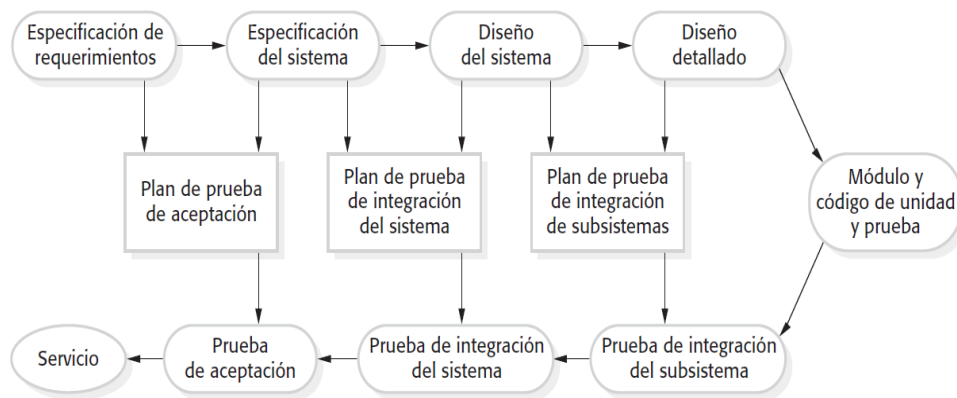 Especificación de
requerimientos
Especificación
del sistema
Diseño
del sistema
Diseño
detallado
Plan de prueba
de aceptación
Plan de prueba
de integración
del sistema
Plan de prueba
de integración
de subsistemas
Módulo y
código de unidad
y prueba
Servicio
Prueba
de aceptación
Prueba de integración
del sistema
Prueba de integración
del subsistema